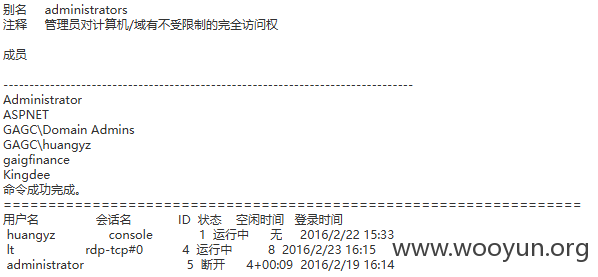 别名     administrators
注释     管理员对计算机/域有不受限制的完全访问权
成员
-------------------------------------------------------------------------------
Administrator
ASPNET
GAGC\Domain Admins
GAGC\huangyz
gaigfinance
Kingdee
命令成功完成。
==================================================================
用户名 会话名 ID 状态 空闲时间 登录时间
huangyz console 1 运行中 无 2016/2/22 15:33
lt rdp-tcp#0 4 运行中 8 2016/2/23 16:15
administrator 5 断开 4+00:09 2016/2/19 16:14
www.wooyun.org